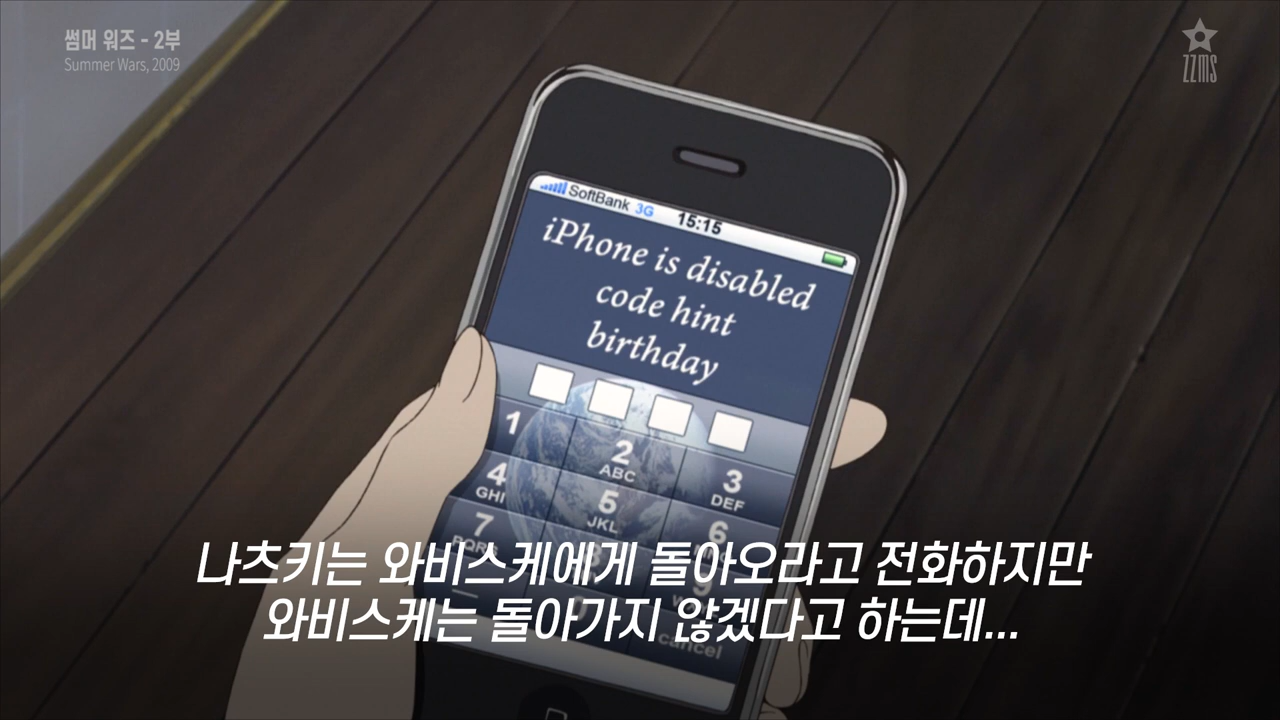 썸머 워즈 - 2부
Summer Wars, 2009
ZZMS
SoftBank 3G 15:15
iPhone is disabled
code hint
birthday
1
2
ABC
3
DEF
4
GHI
5
JKL
6
7
PQRS
나츠키는 와비스케에게 돌아오라고 전화하지만
와비스케는 돌아가지 않겠다고 하는데...
cancel